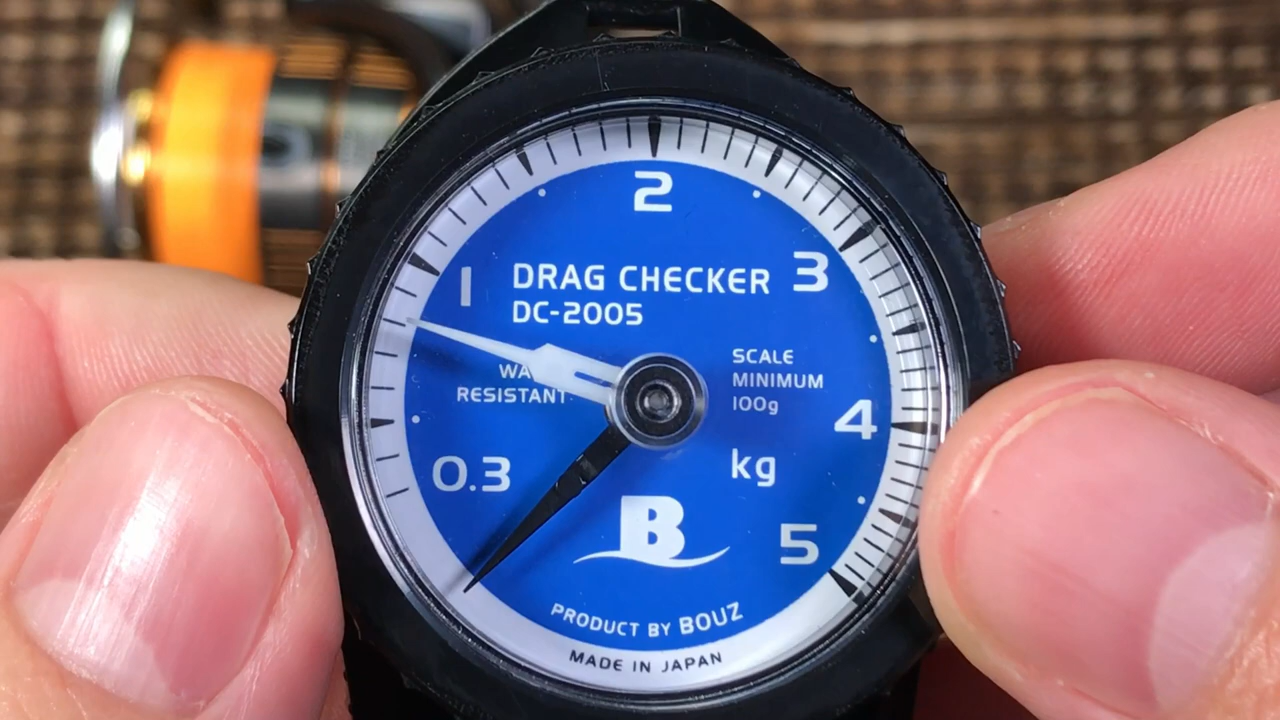 2
1
3
DRAG CHECKER
DC-2005
SCALE
MINIMUM
100g
RESISTANT
4
0.3
kg
B
5
PRODUCT BY BOUZ
MADE IN JAPAN